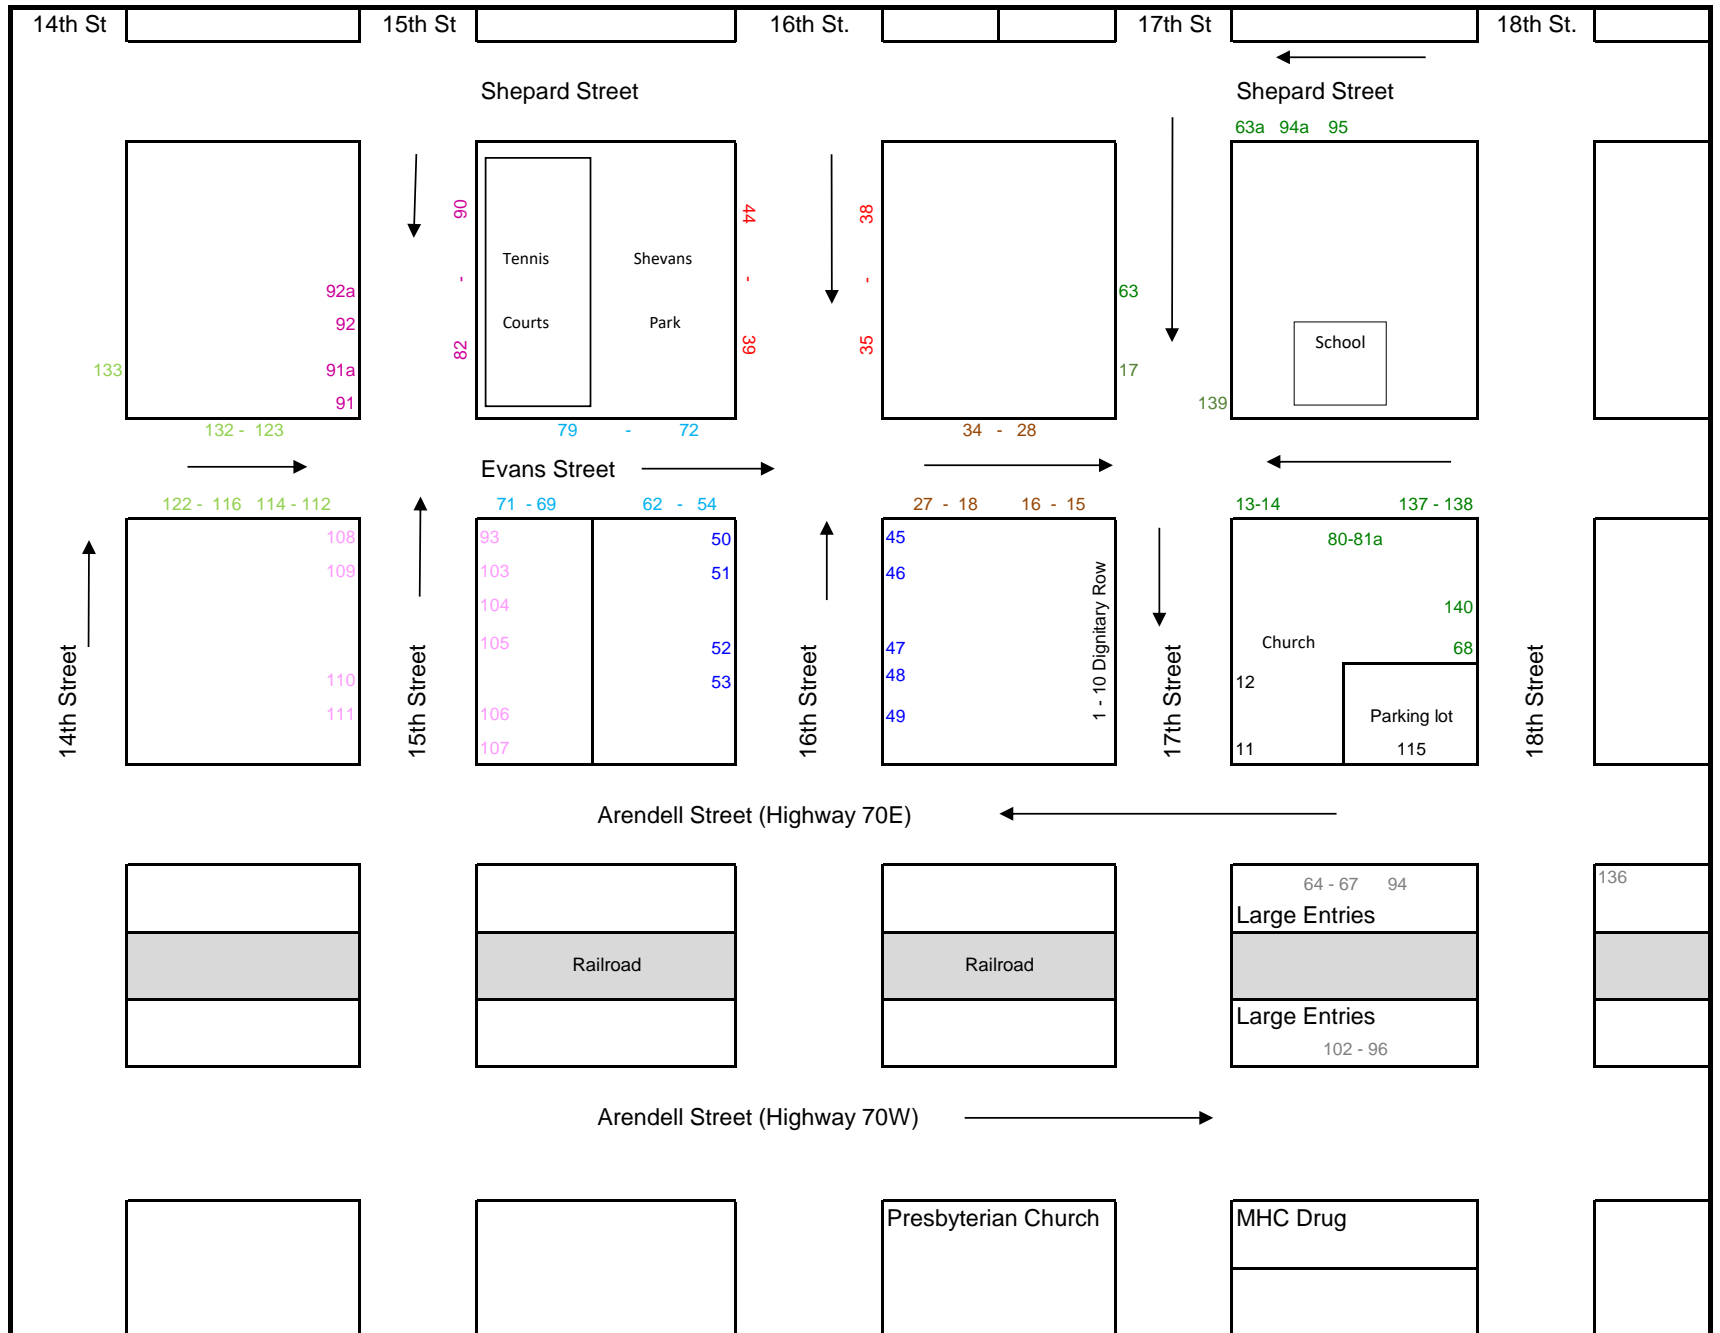 14th St 15th St 16th St. 17th St 18th St.
Shepard Street Shepard Street
63a 94a 95
90 - 82
Tennis Shevans
Courts Park
44 - 39
38 - 35
92a
92
133 91a
91
63
17
139
School
132 - 123 79 - 72 34 - 28
Evans Street
122 - 116 114 - 112 71 - 69 62 - 54 27 - 18 16 - 15 13-14 137 - 138
108 93 50 45 80-81a
109 103 51 46
104 140
105 52 47 Church 68
110 53 48 12
111 106 49 Parking lot
107 11 115
1 - 10 Dignitary Row
14th Street 15th Street 16th Street 17th Street 18th Street
Arendell Street (Highway 70E)
64 - 67 94 136
Large Entries
Railroad Railroad
Large Entries
102 - 96
Arendell Street (Highway 70W)
Presbyterian Church MHC Drug